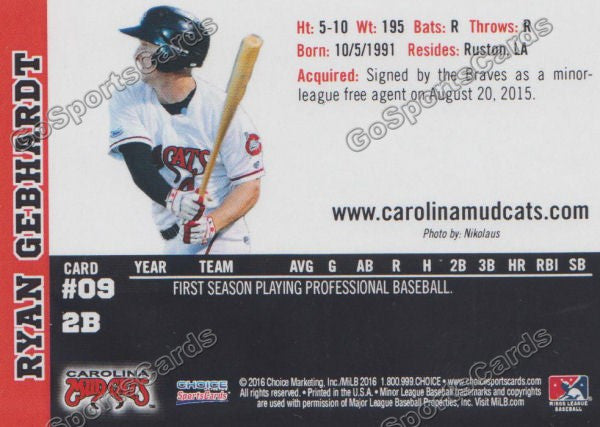 RYAN GEBHARDT
Ht: 5-10 Wt: 195 Bats: R Throws: R
Born: 10/5/1991 Resides: Ruston, LA
Acquired: Signed by the Braves as a minor-
league free agent on August 20, 2015.
CATS
www.carolinamudcats.com
Photo by: Nikolaus
CARD
#09
2B
YEAR TEAM AVG G AB R H 2B 3B HR RBI SB
FIRST SEASON PLAYING PROFESSIONAL BASEBALL.
CAROLINA
MUDCATS
CHOICE
SportsCards
©2016 Choice Marketing, Inc/MiLB 2016 1.800.999.CHOICE • www.choicesportscards.com
All rights reserved. • Printed in the U.S.A. • Minor League Baseball trademarks and copyrights
are used with permission of Major League Baseball Properties, Inc. Visit MiLB.com
MINOR LEAGUE
BASEBALL
GoSportsCards
GoSportsCards
GoSportsCards
GoSportsCards
GoSportsCards